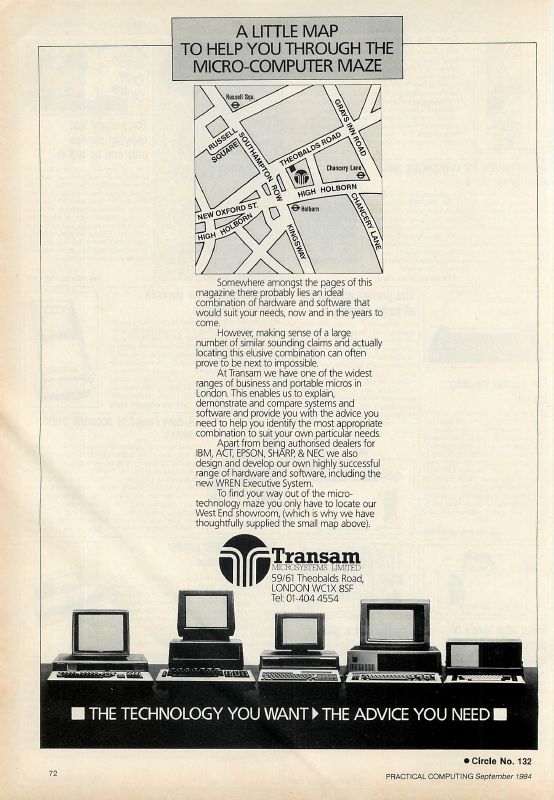 A LITTLE MAP
TO HELP YOU THROUGH THE
MICRO-COMPUTER MAZE
Russell Squ.
GRAYS INN ROAD
RUSSELL
SQUARE
SOUTHAMPTON ROW
THEOBALDS ROAD
Chancery Lane
HIGH HOLBORN
NEW OXFORD ST.
Holborn
HIGH HOLBORN
KINGSWAY
CHANCERY LANE
Somewhere amongst the pages of this
magazine there probably lies an ideal
combination of hardware and software that
would suit your needs, now and in the years to
come.
However, making sense of a large
number of similar sounding claims and actually
locating this elusive combination can often
prove to be next to impossible.
At Transam we have one of the widest
ranges of business and portable micros in
London. This enables us to explain,
demonstrate and compare systems and
software and provide you with the advice you
need to help you identify the most appropriate
combination to suit your own particular needs.
Apart from being authorised dealers for
IBM, ACT, EPSON, SHARP, & NEC we also
design and develop our own highly successful
range of hardware and software, including the
new WREN Executive System.
To find your way out of the micro-
technology maze you only have to locate our
West End showroom, (which is why we have
thoughtfully supplied the small map above).
Transam
MICROSYSTEMS LIMITED
59/61 Theobalds Road,
LONDON WC1X 8SF
Tel: 01-404 4554
■ THE TECHNOLOGY YOU WANT ▶ THE ADVICE YOU NEED ■
● Circle No. 132
72
PRACTICAL COMPUTING September 1984